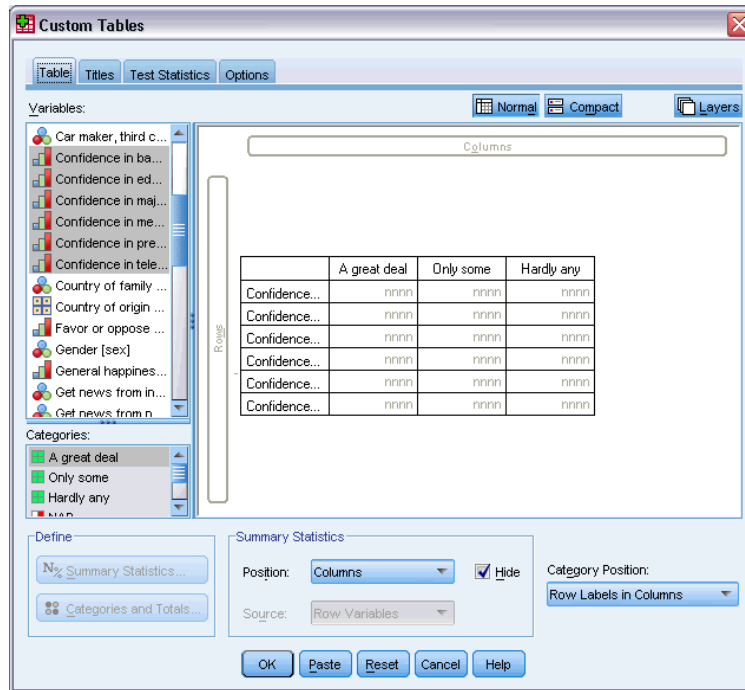 Custom Tables
Table Titles Test Statistics Options
Variables:
Normal Compact Layers
Car maker, third c...
Confidence in ba...
Confidence in ed...
Confidence in maj...
Confidence in me...
Confidence in pre...
Confidence in tele...
Country of family ...
Country of origin ...
Favor or oppose ...
Gender [sex]
General happines...
Get news from in...
Get news from n
Columns
Rows
A great deal Only some Hardly any
Confidence... nnnn nnnn nnnn
Confidence... nnnn nnnn nnnn
Confidence... nnnn nnnn nnnn
Confidence... nnnn nnnn nnnn
Confidence... nnnn nnnn nnnn
Confidence... nnnn nnnn nnnn
Categories:
A great deal
Only some
Hardly any
NAP
Define
N% Summary Statistics...
Categories and Totals...
Summary Statistics
Position: Columns Hide
Source: Row Variables
Category Position:
Row Labels in Columns
OK Paste Reset Cancel Help